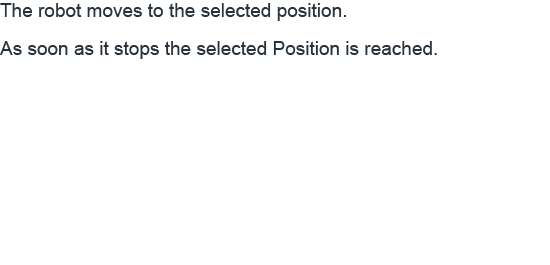 The robot moves to the selected position.
As soon as it stops the selected Position is reached.